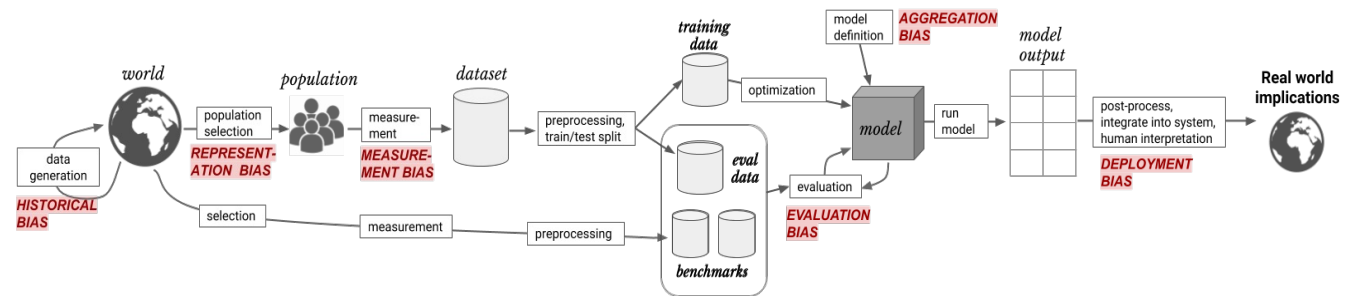 world
data
generation
HISTORICAL
BIAS
population
selection
REPRESENT-
ATION BIAS
population
measure-
ment
MEASURE-
MENT BIAS
dataset
preprocessing,
train/test split
selection
measurement
preprocessing
training
data
eval
data
benchmarks
optimization
evaluation
EVALUATION
BIAS
model
definition
AGGREGATION
BIAS
model
run
model
model
output
post-process,
integrate into system,
human interpretation
DEPLOYMENT
BIAS
Real world
implications